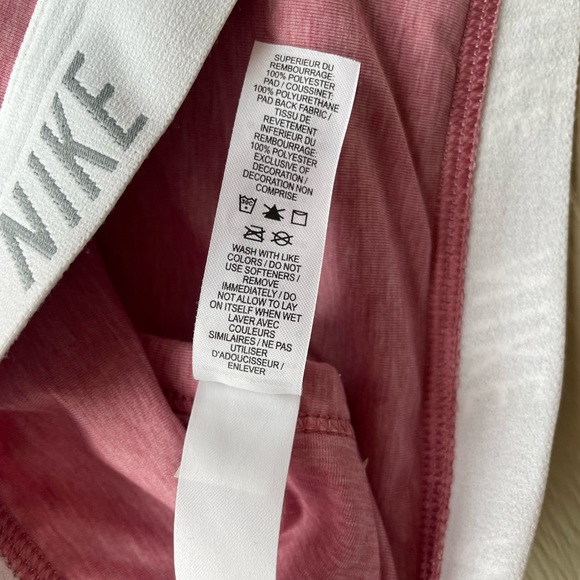 NIKE
SUPERIEUR DU
REMBOURRAGE:
100% POLYESTER
PAD / COUSSINET:
100% POLYURETHANE
PAD BACK FABRIC /
TISSU DE
REVETEMENT
INFERIEUR DU
REMBOURRAGE:
100% POLYESTER
EXCLUSIVE OF
DECORATION /
DECORATION NON
COMPRISE
WASH WITH LIKE
COLORS / DO NOT
USE SOFTENERS /
REMOVE
IMMEDIATELY / DO
NOT ALLOW TO LAY
ON ITSELF WHEN WET
LAVER AVEC
COULEURS
SIMILAIRES / NE PAS
UTILISER
D'ADOUCISSEUR /
ENLEVER